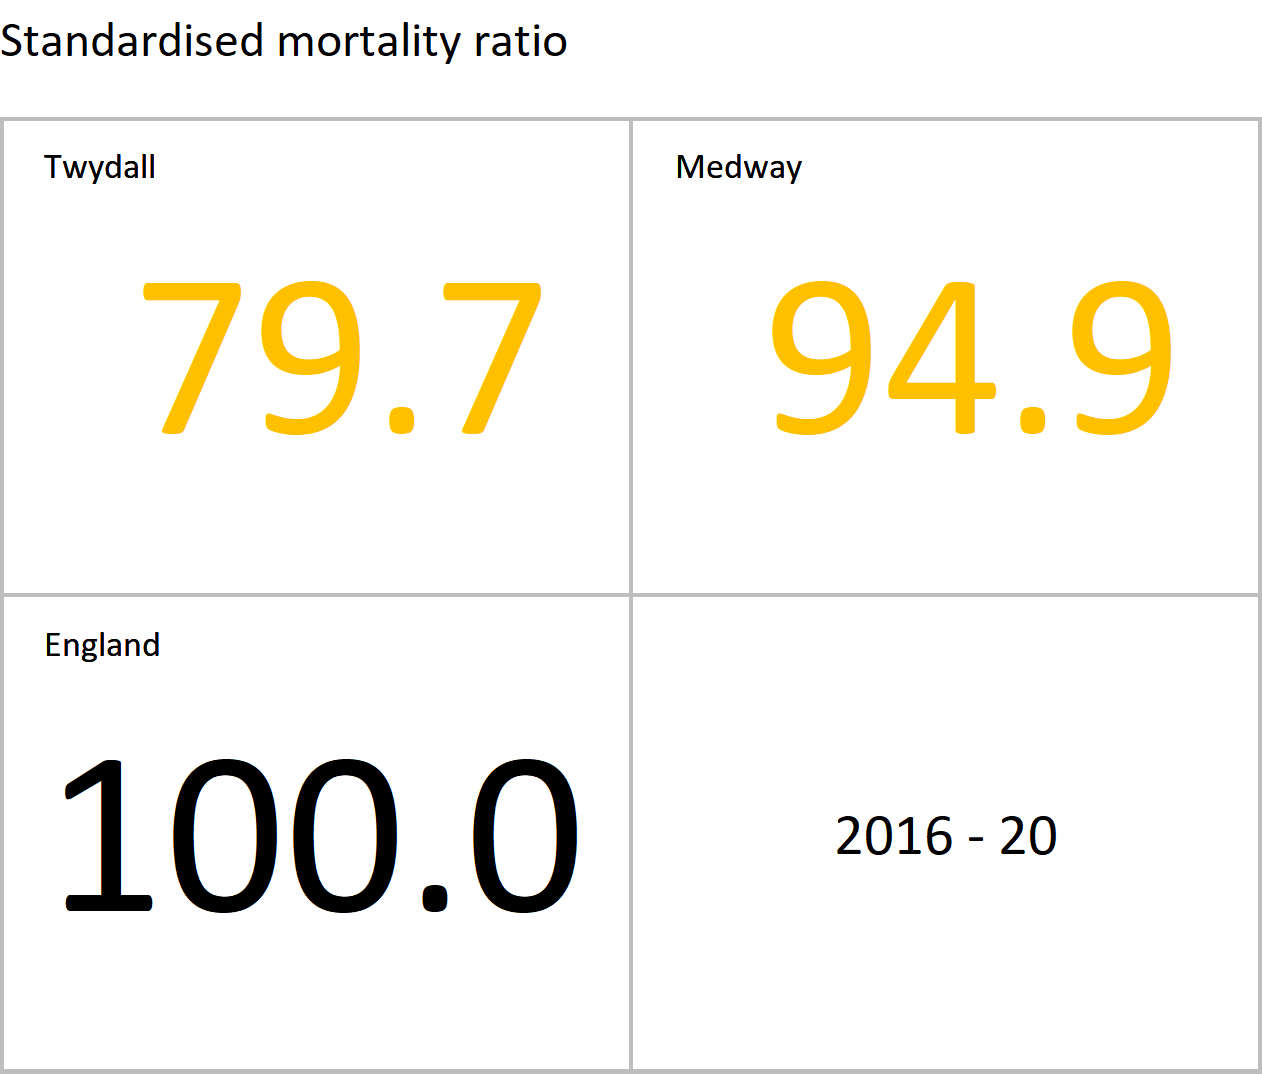 Standardised mortality ratio
Twydall
79.7
Medway
94.9
England
100.0
2016 - 20